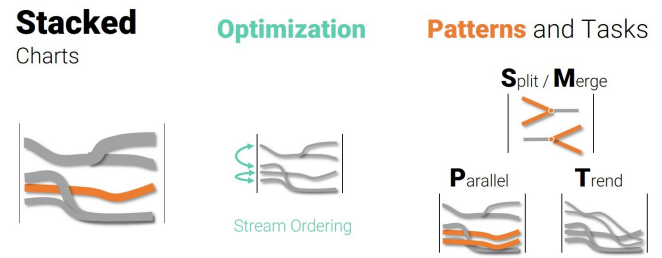 Stacked
Charts
Optimization
Stream Ordering
Patterns and Tasks
Split / Merge
Parallel
Trend